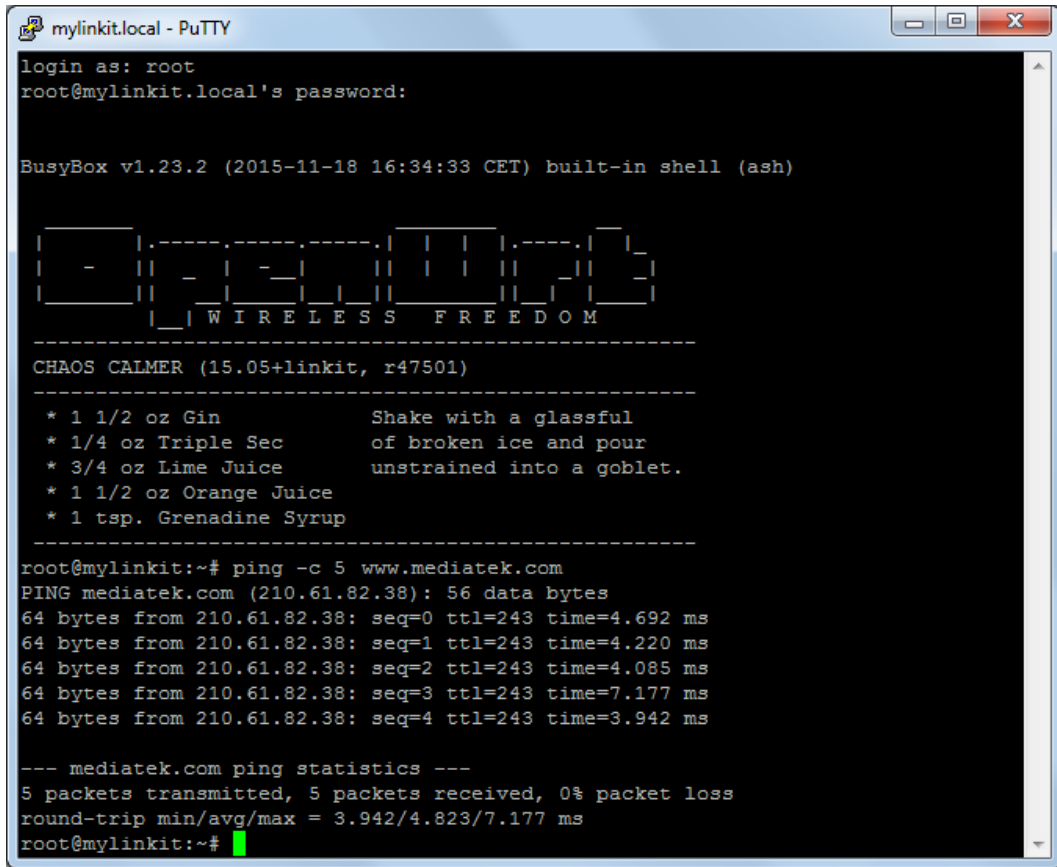 mylinkit.local - PuTTY
login as: root
root@mylinkit.local's password:
BusyBox v1.23.2 (2015-11-18 16:34:33 CET) built-in shell (ash)
OpenWrt
W I R E L E S S   F R E E D O M
-----------------------------------------------------
CHAOS CALMER (15.05+linkit, r47501)
-----------------------------------------------------
* 1 1/2 oz Gin            Shake with a glassful
* 1/4 oz Triple Sec       of broken ice and pour
* 3/4 oz Lime Juice       unstrained into a goblet.
* 1 1/2 oz Orange Juice
* 1 tsp. Grenadine Syrup
-----------------------------------------------------
root@mylinkit:~# ping -c 5 www.mediatek.com
PING mediatek.com (210.61.82.38): 56 data bytes
64 bytes from 210.61.82.38: seq=0 ttl=243 time=4.692 ms
64 bytes from 210.61.82.38: seq=1 ttl=243 time=4.220 ms
64 bytes from 210.61.82.38: seq=2 ttl=243 time=4.085 ms
64 bytes from 210.61.82.38: seq=3 ttl=243 time=7.177 ms
64 bytes from 210.61.82.38: seq=4 ttl=243 time=3.942 ms
--- mediatek.com ping statistics ---
5 packets transmitted, 5 packets received, 0% packet loss
round-trip min/avg/max = 3.942/4.823/7.177 ms
root@mylinkit:~#